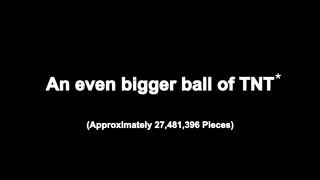 An even bigger ball of TNT*
(Approximately 27,481,396 Pieces)